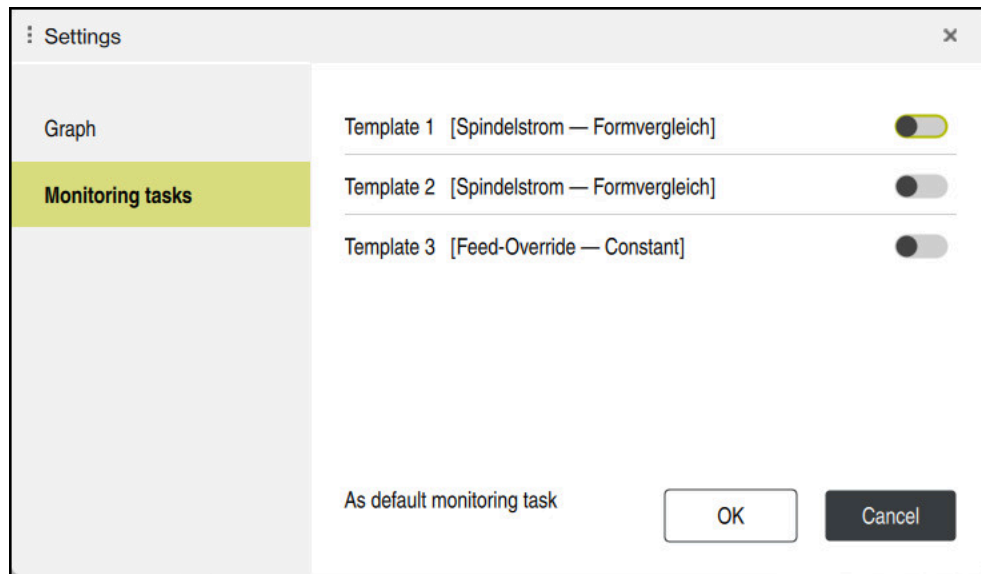 Settings
Graph
Monitoring tasks
Template 1 [Spindelstrom — Formvergleich]
Template 2 [Spindelstrom — Formvergleich]
Template 3 [Feed-Override — Constant]
As default monitoring task
OK
Cancel